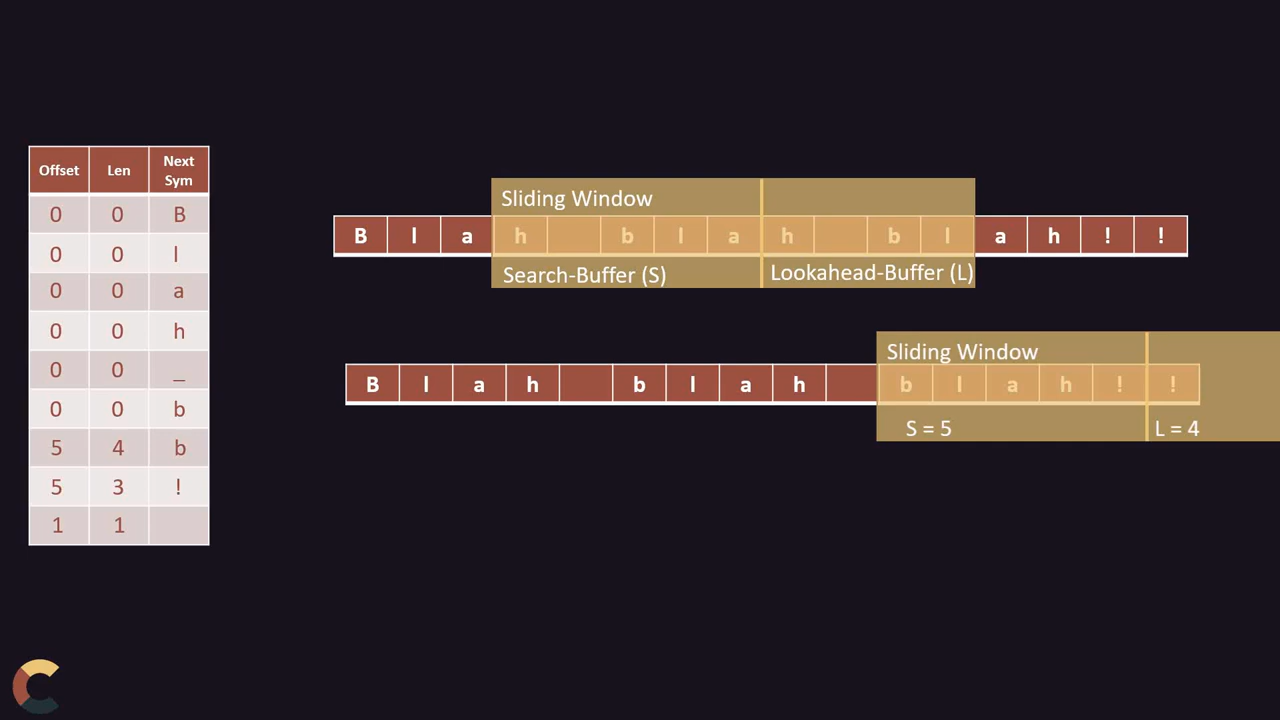 Offset Len Next Sym
0 0 B
0 0 l
0 0 a
0 0 h
0 0 _
0 0 b
5 4 b
5 3 !
1 1
Sliding Window
B l a h b l a h b l a h ! !
Search-Buffer (S) Lookahead-Buffer (L)
Sliding Window
B l a h b l a h b l a h ! !
S = 5 L = 4